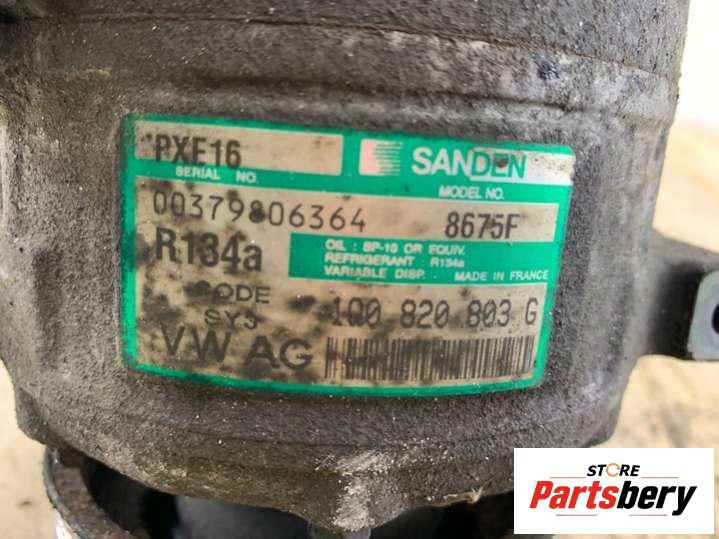 PXE16
SANDEN
SERIAL NO.
MODEL NO.
00379806364 8675F
R134a
OIL : SP-10 OR EQUIV.
REFRIGERANT : R134a
VARIABLE DISP. MADE IN FRANCE
CODE
SY3
1Q0 820 803 G
VW AG
STORE
Partsbery